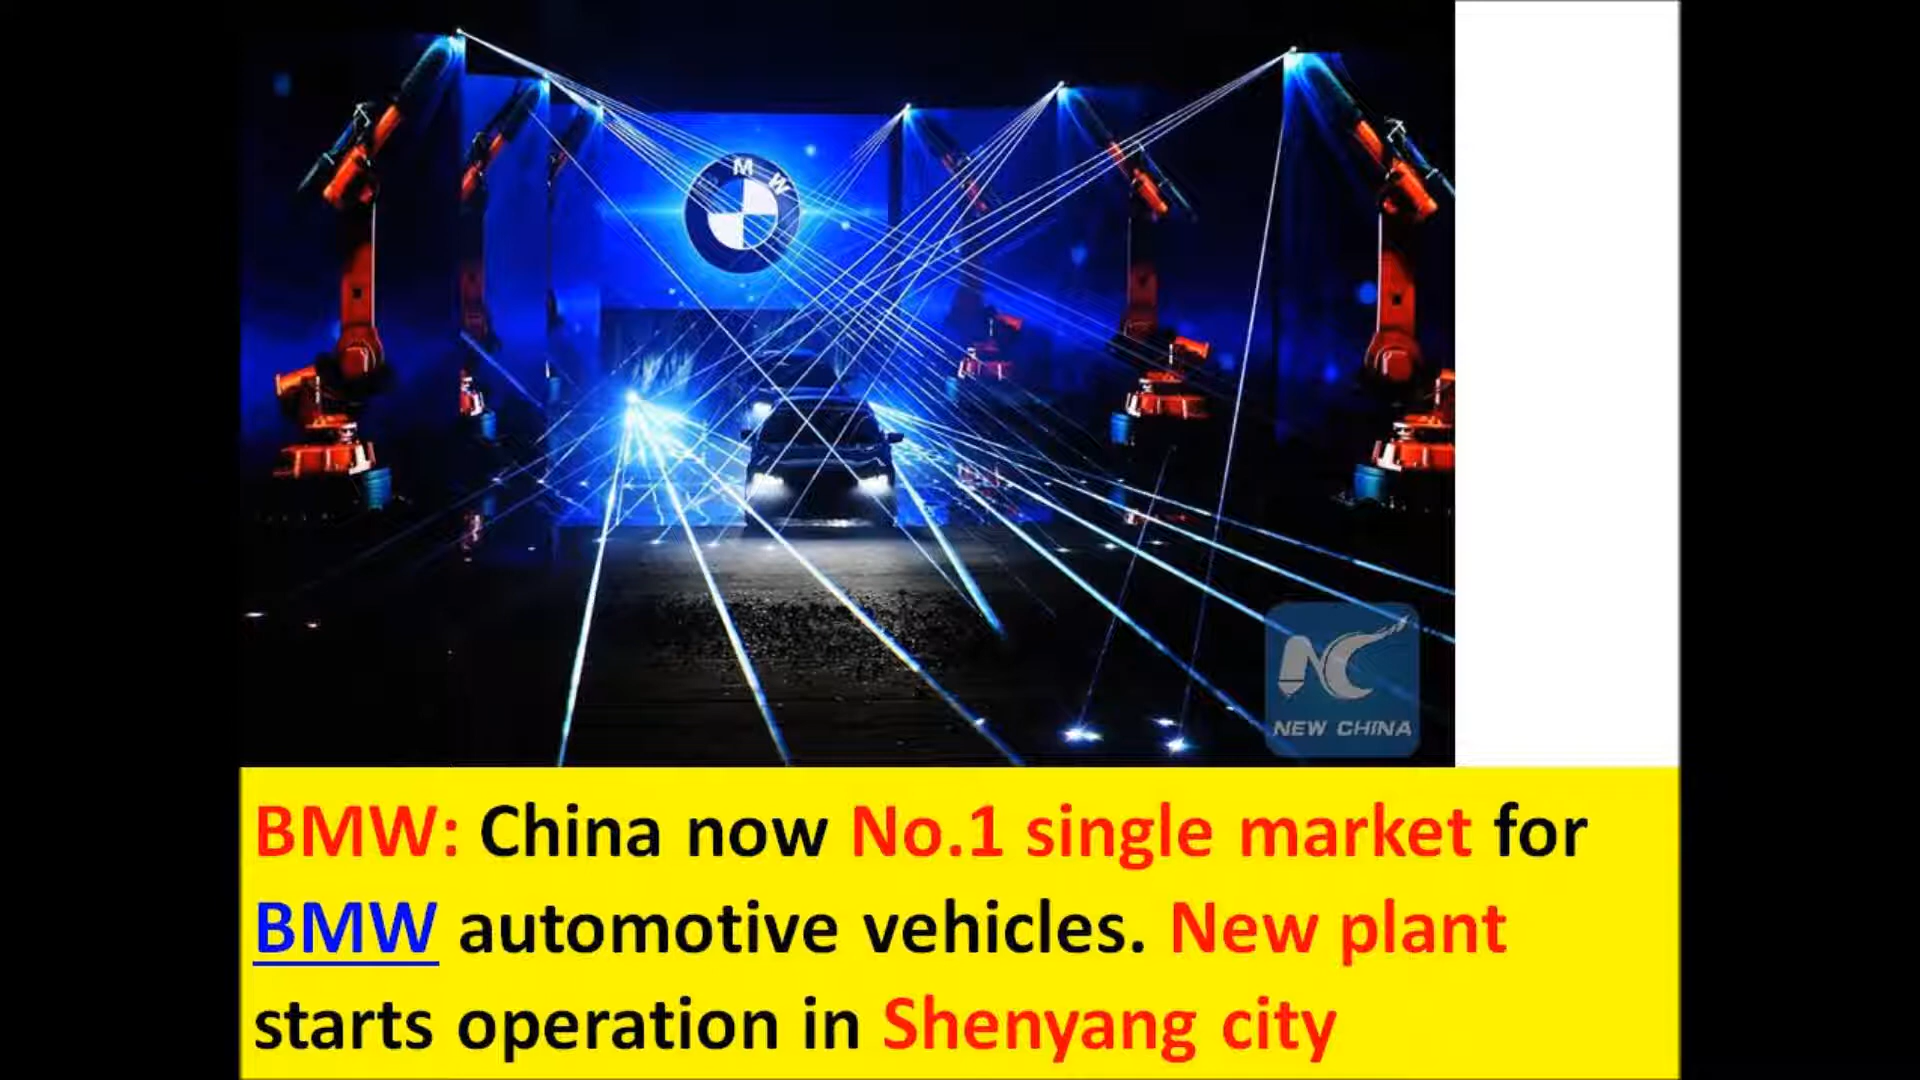 M W
NEW CHINA
BMW: China now No.1 single market for
BMW automotive vehicles. New plant
starts operation in Shenyang city